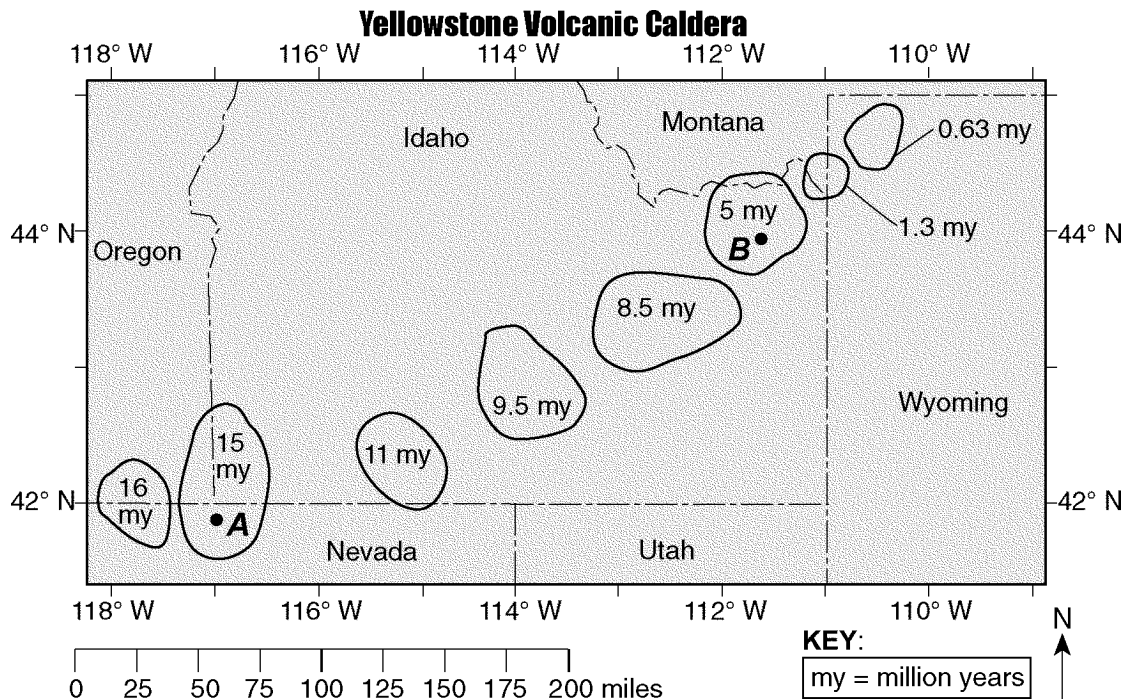 Yellowstone Volcanic Caldera
118° W 116° W 114° W 112° W 110° W
Montana
Idaho
0.63 my
5 my
1.3 my
44° N
44° N
Oregon
B
8.5 my
9.5 my
Wyoming
15
my
11 my
16
my
42° N
42° N
A
Nevada
Utah
118° W 116° W 114° W 112° W 110° W
N
KEY:
my = million years
0 25 50 75 100 125 150 175 200 miles